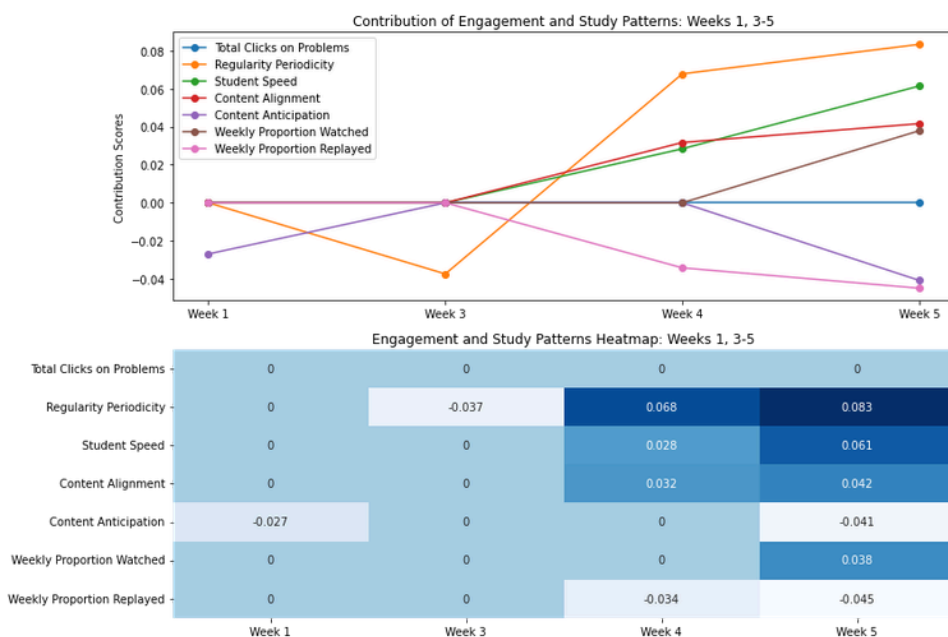 Contribution of Engagement and Study Patterns: Weeks 1, 3-5
Contribution Scores
0.08
0.06
0.04
0.02
0.00
−0.02
−0.04
Total Clicks on Problems
Regularity Periodicity
Student Speed
Content Alignment
Content Anticipation
Weekly Proportion Watched
Weekly Proportion Replayed
Week 1 Week 3 Week 4 Week 5
Engagement and Study Patterns Heatmap: Weeks 1, 3-5
Total Clicks on Problems 0 0 0 0
Regularity Periodicity 0 -0.037 0.068 0.083
Student Speed 0 0 0.028 0.061
Content Alignment 0 0 0.032 0.042
Content Anticipation -0.027 0 0 -0.041
Weekly Proportion Watched 0 0 0 0.038
Weekly Proportion Replayed 0 0 -0.034 -0.045
Week 1 Week 3 Week 4 Week 5